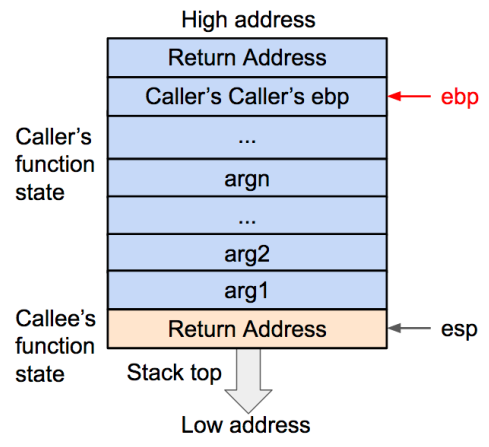 High address
Return Address
Caller's Caller's ebp
ebp
Caller's
function
state
...
argn
...
arg2
arg1
Callee's
function
state
Return Address
esp
Stack top
Low address